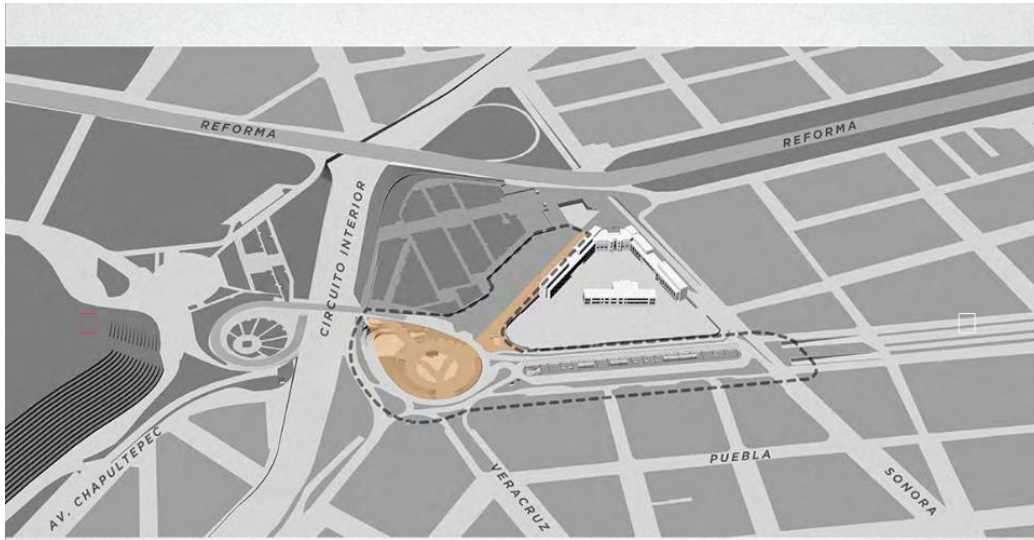 REFORMA
REFORMA
CIRCUITO INTERIOR
AV. CHAPULTEPEC
VERACRUZ
PUEBLA
SONORA